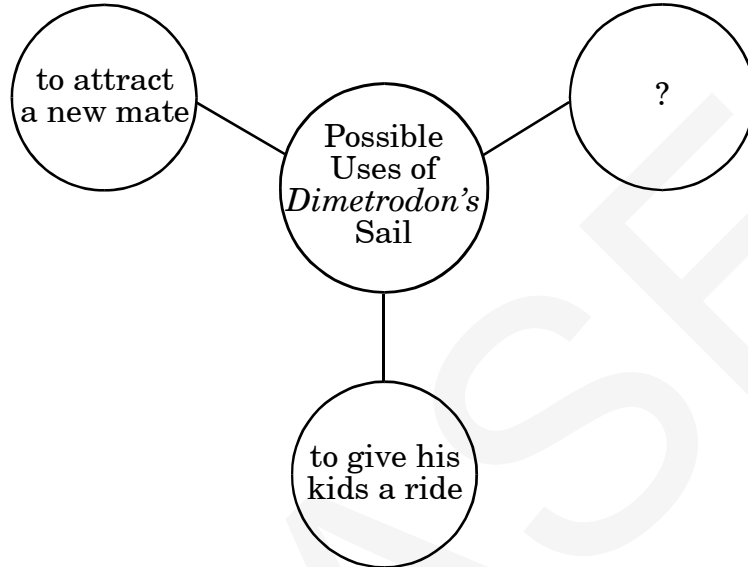 to attract
a new mate
?
Possible
Uses of
Dimetrodon’s
Sail
to give his
kids a ride